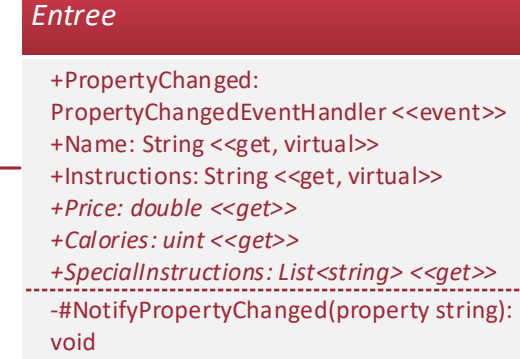 Entree
+PropertyChanged:
PropertyChangedEventHandler <<event>>
+Name: String <<get, virtual>>
+Instructions: String <<get, virtual>>
+Price: double <<get>>
+Calories: uint <<get>>
+SpecialInstructions: List<string> <<get>>
-#NotifyPropertyChanged(property string):
void